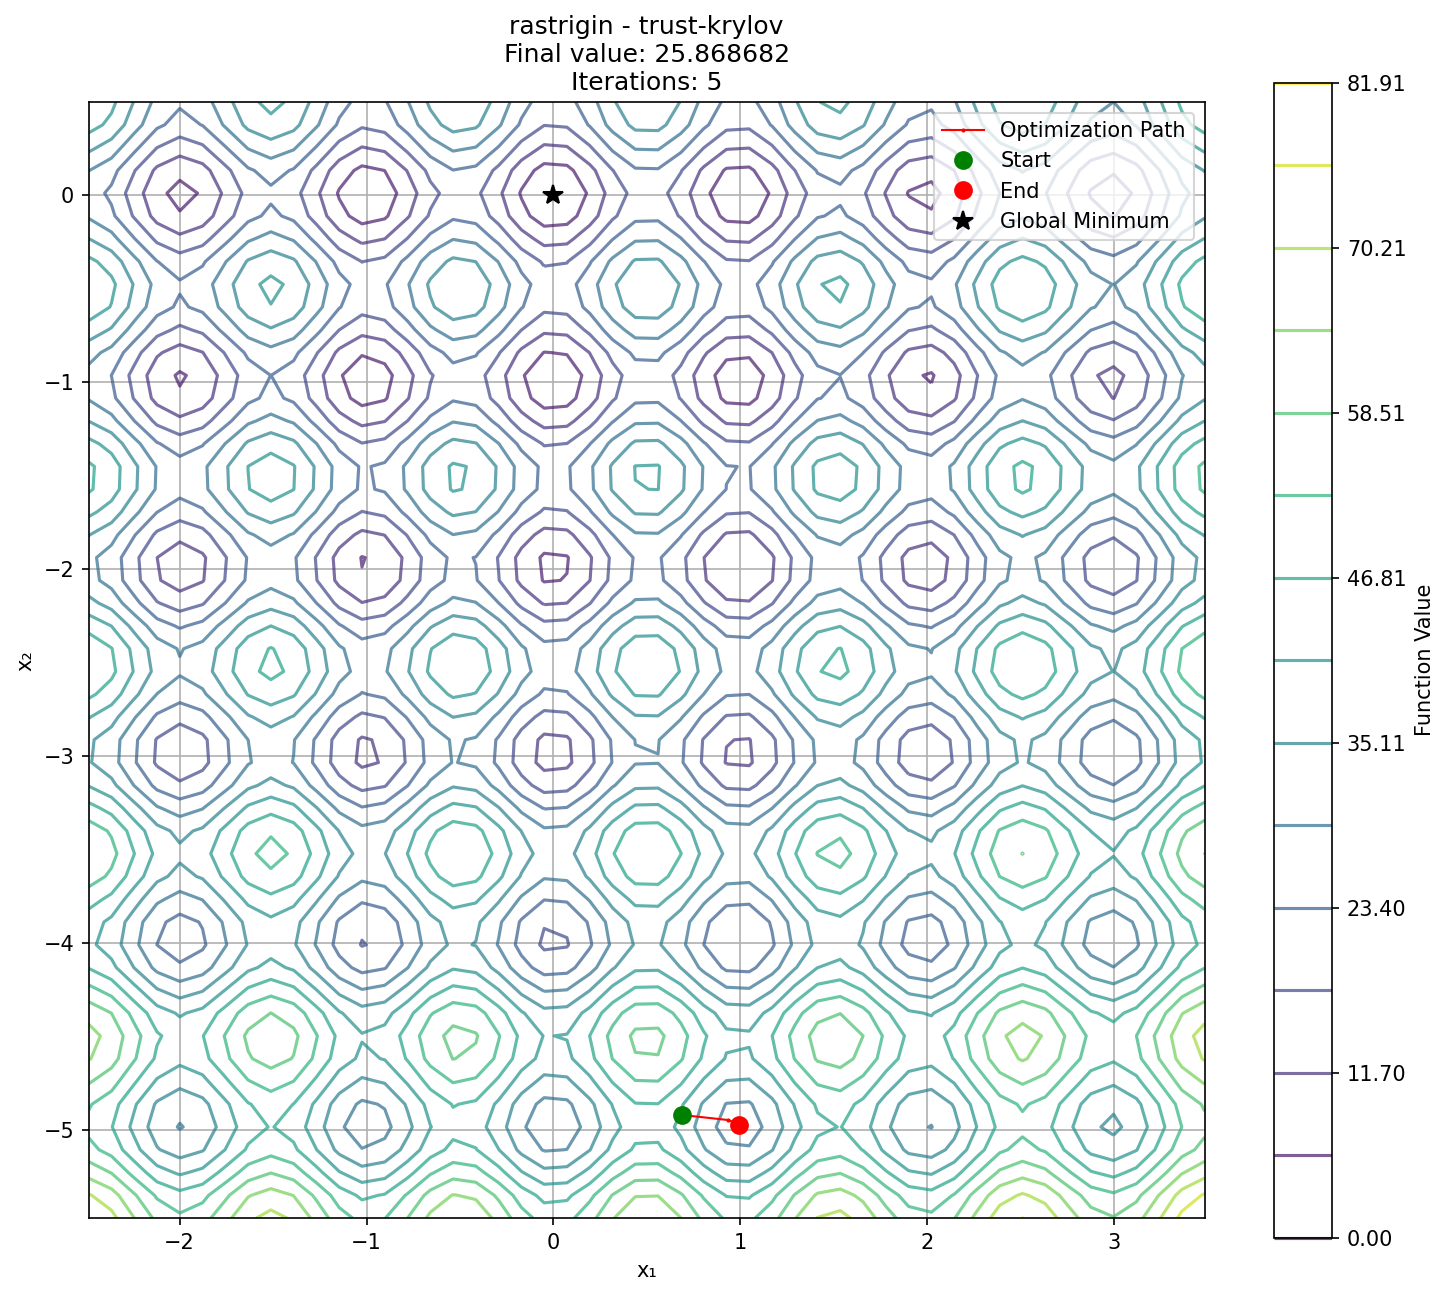 rastrigin - trust-krylov
Final value: 25.868682
Iterations: 5
Optimization Path
Start
End
Global Minimum
0
−1
−2
−3
−4
−5
x₂
−2
−1
0
1
2
3
x₁
81.91
70.21
58.51
46.81
35.11
23.40
11.70
0.00
Function Value